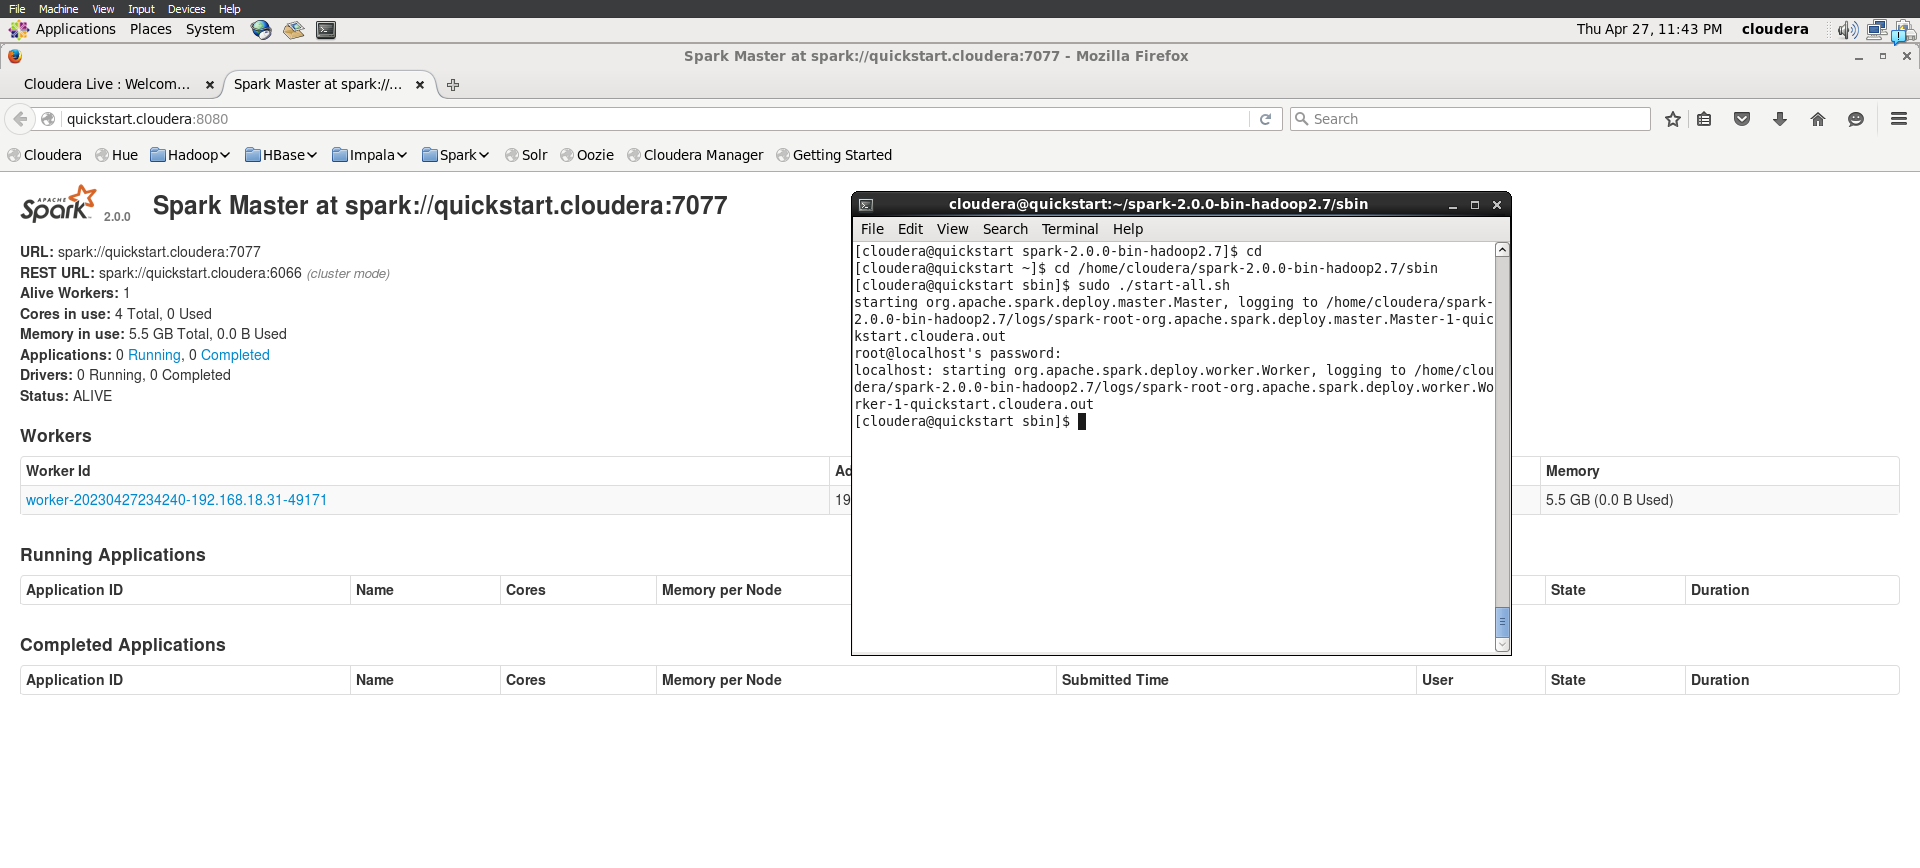 File Machine View Input Devices Help
Applications Places System Thu Apr 27, 11:43 PM cloudera
Spark Master at spark://quickstart.cloudera:7077 - Mozilla Firefox
Cloudera Live : Welcom... Spark Master at spark://...
quickstart.cloudera:8080 Search
Cloudera Hue Hadoop HBase Impala Spark Solr Oozie Cloudera Manager Getting Started
APACHE Spark 2.0.0 Spark Master at spark://quickstart.cloudera:7077
URL: spark://quickstart.cloudera:7077
REST URL: spark://quickstart.cloudera:6066 (cluster mode)
Alive Workers: 1
Cores in use: 4 Total, 0 Used
Memory in use: 5.5 GB Total, 0.0 B Used
Applications: 0 Running, 0 Completed
Drivers: 0 Running, 0 Completed
Status: ALIVE
Workers
Worker Id Ad Memory
worker-20230427234240-192.168.18.31-49171 19 5.5 GB (0.0 B Used)
Running Applications
Application ID Name Cores Memory per Node State Duration
Completed Applications
Application ID Name Cores Memory per Node Submitted Time User State Duration
cloudera@quickstart:~/spark-2.0.0-bin-hadoop2.7/sbin
File Edit View Search Terminal Help
[cloudera@quickstart spark-2.0.0-bin-hadoop2.7]$ cd
[cloudera@quickstart ~]$ cd /home/cloudera/spark-2.0.0-bin-hadoop2.7/sbin
[cloudera@quickstart sbin]$ sudo ./start-all.sh
starting org.apache.spark.deploy.master.Master, logging to /home/cloudera/spark-
2.0.0-bin-hadoop2.7/logs/spark-root-org.apache.spark.deploy.master.Master-1-quic
kstart.cloudera.out
root@localhost's password:
localhost: starting org.apache.spark.deploy.worker.Worker, logging to /home/clou
dera/spark-2.0.0-bin-hadoop2.7/logs/spark-root-org.apache.spark.deploy.worker.Wo
rker-1-quickstart.cloudera.out
[cloudera@quickstart sbin]$